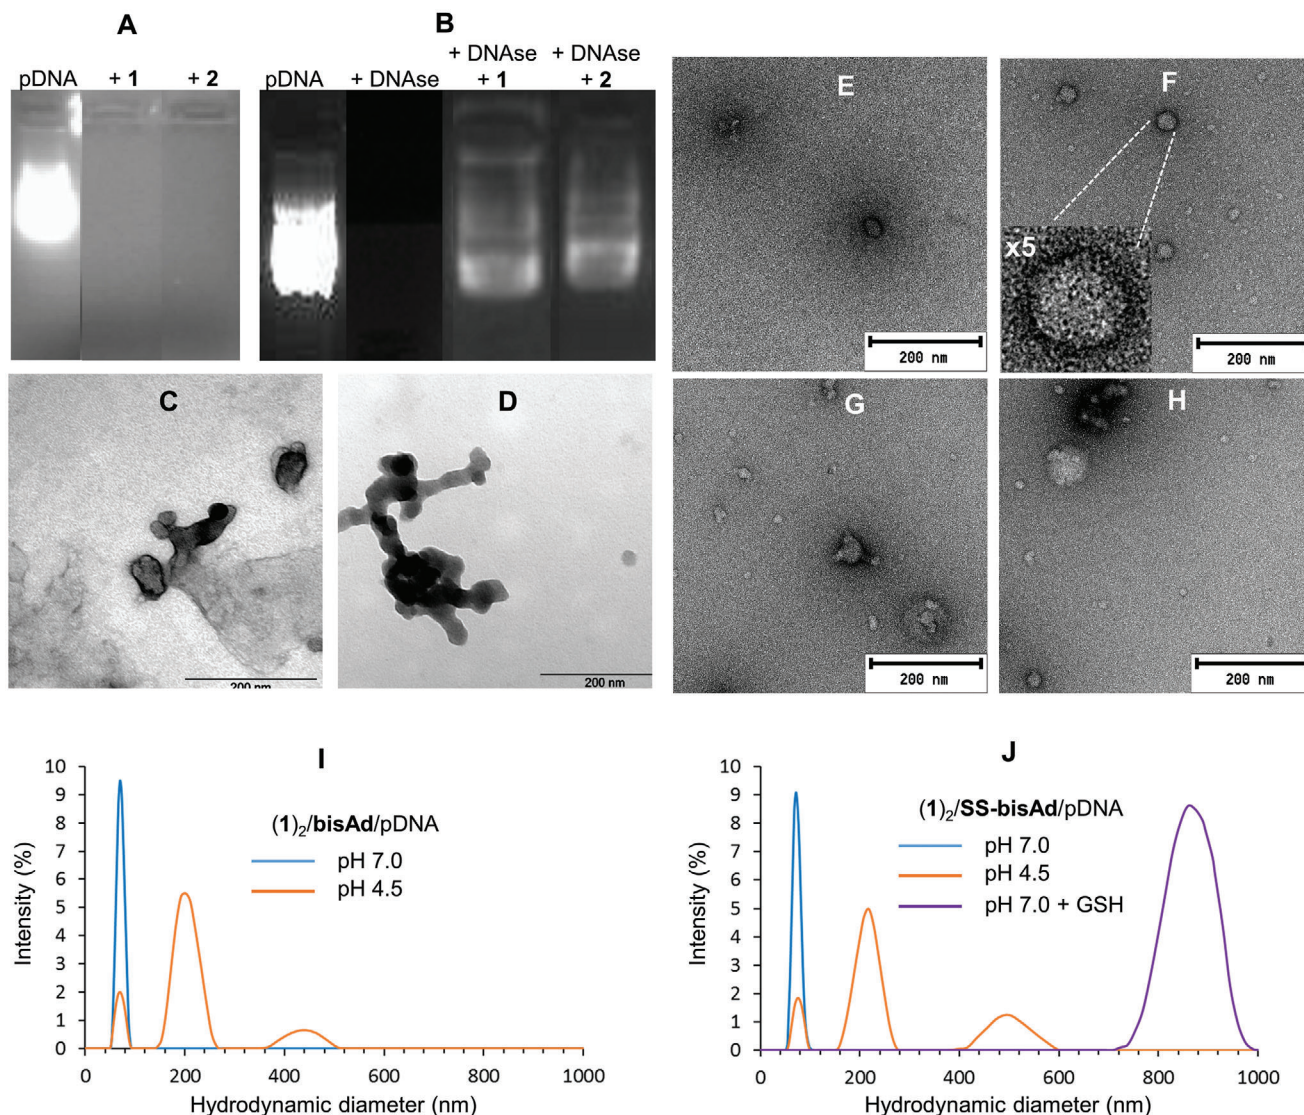 A
B
+ DNAse
+ DNAse
pDNA
+ 1
+ 2
pDNA
+ DNAse
+ 1
+ 2
E
200 nm
F
x5
200 nm
C
200 nm
D
200 nm
G
200 nm
H
200 nm
I
10
9
8
7
6
5
4
3
2
1
0
Intensity (%)
(1)₂/bisAd/pDNA
pH 7.0
pH 4.5
0
200
400
600
800
1000
Hydrodynamic diameter (nm)
J
10
9
8
7
6
5
4
3
2
1
0
Intensity (%)
(1)₂/SS-bisAd/pDNA
pH 7.0
pH 4.5
pH 7.0 + GSH
0
200
400
600
800
1000
Hydrodynamic diameter (nm)